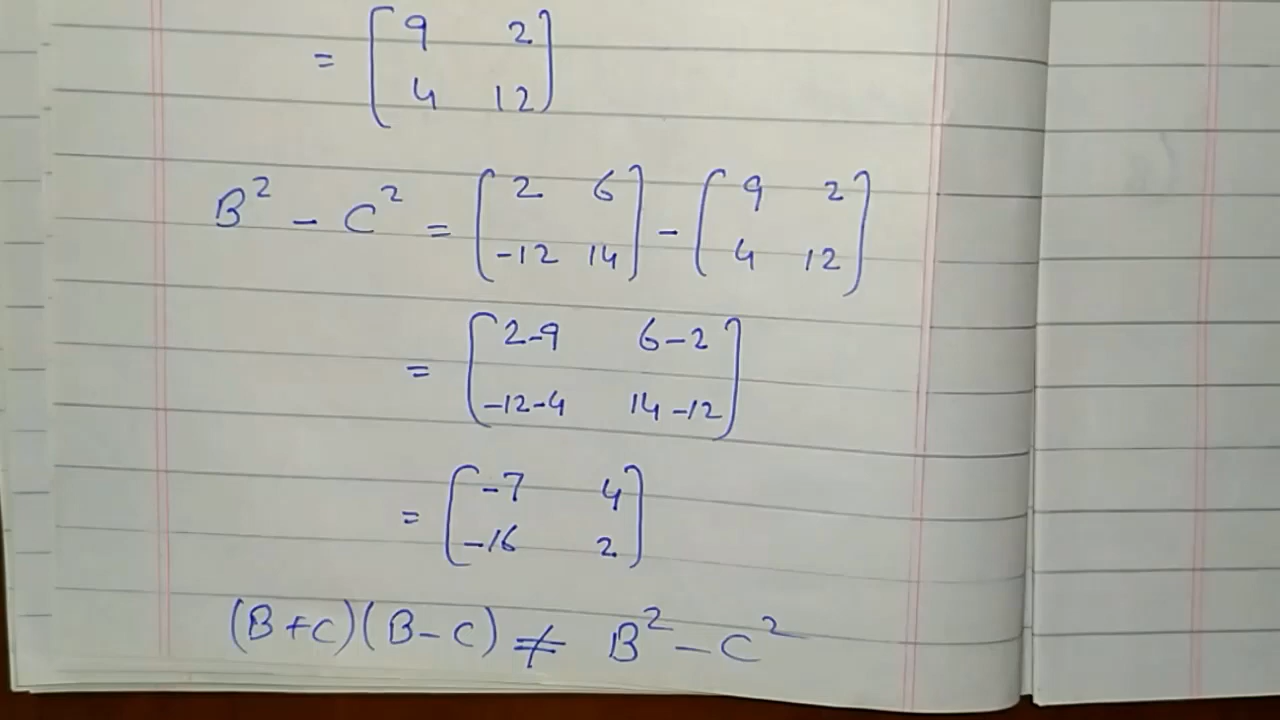 = [9 2
4 12]
B² - C² = [2 6
-12 14] - [9 2
4 12]
= [2-9 6-2
-12-4 14-12]
= [-7 4
-16 2]
(B+C)(B-C) ≠ B² - C²